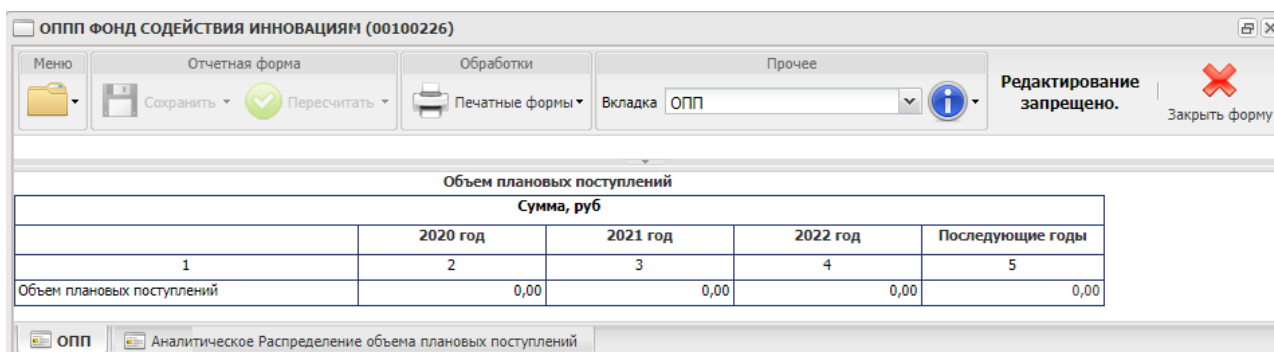 ОППП ФОНД СОДЕЙСТВИЯ ИННОВАЦИЯМ (00100226)
Меню Отчетная форма Обработки Прочее
Сохранить Пересчитать Печатные формы Вкладка ОПП Редактирование запрещено. Закрыть форму
Объем плановых поступлений
Сумма, руб
2020 год 2021 год 2022 год Последующие годы
1 2 3 4 5
Объем плановых поступлений 0,00 0,00 0,00 0,00
ОПП Аналитическое Распределение объема плановых поступлений